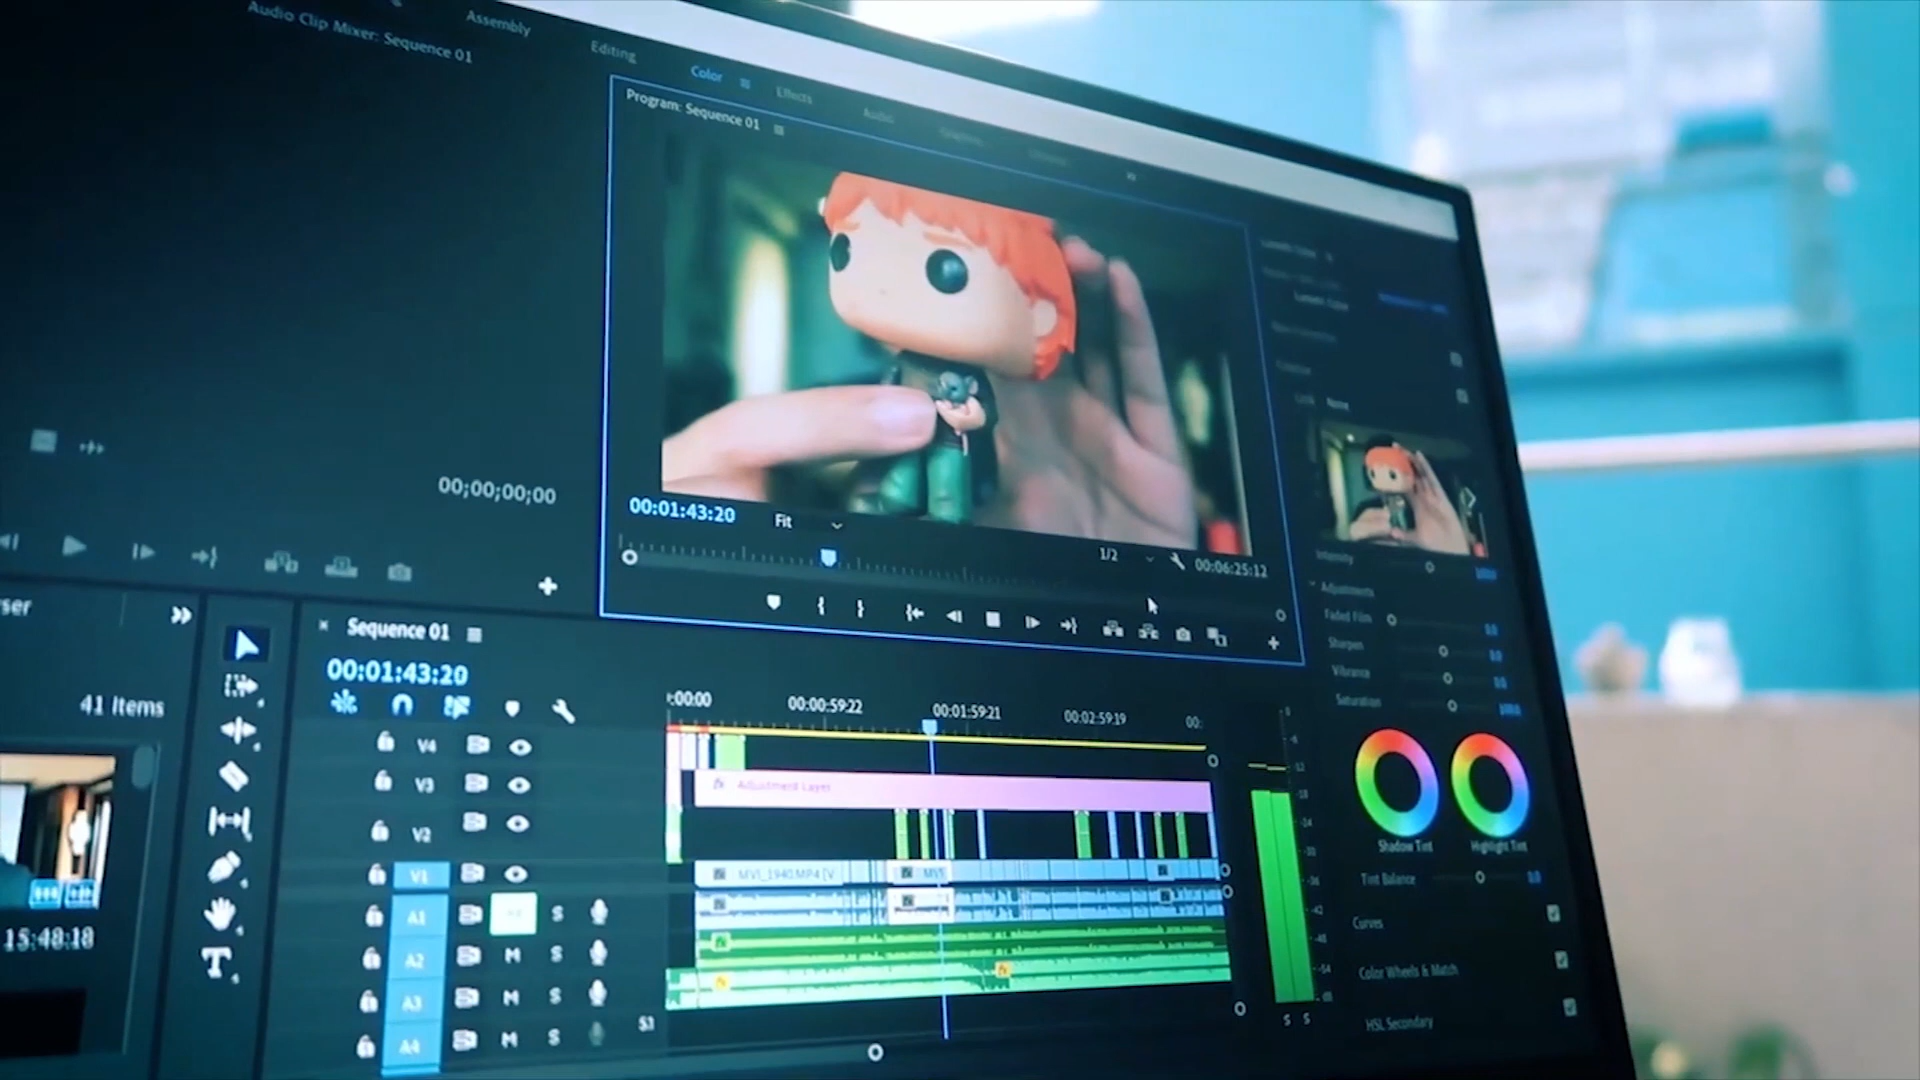 Audio Clip Mixer: Sequence 01
Assembly
Editing
Color
Effects
Audio
Program: Sequence 01
00;00;00;00
00:01:43:20
Fit
1/2
00:06:25:12
Intensity
Adjustments
Faded Film
Sharpen
Vibrance
Saturation
Shadow Tint
Highlight Tint
Tint Balance
Curves
Color Wheels & Match
HSL Secondary
41 Items
15:48:18
Sequence 01
00:01:43:20
:00:00
00:00:59:22
00:01:59:21
00:02:59:19
00:
V4
V3
Adjustment Layer
V2
V1
MVI_1940.MP4 [V]
A1
S
A2
M
S
A3
M
S
A4
M
S
S S